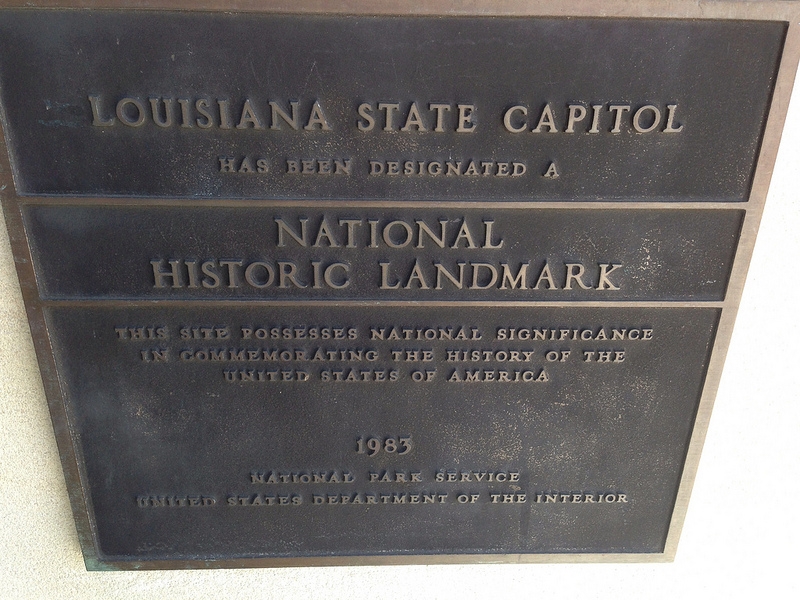 LOUISIANA STATE CAPITOL
HAS BEEN DESIGNATED A
NATIONAL
HISTORIC LANDMARK
THIS SITE POSSESSES NATIONAL SIGNIFICANCE
IN COMMEMORATING THE HISTORY OF THE
UNITED STATES OF AMERICA
1983
NATIONAL PARK SERVICE
UNITED STATES DEPARTMENT OF THE INTERIOR